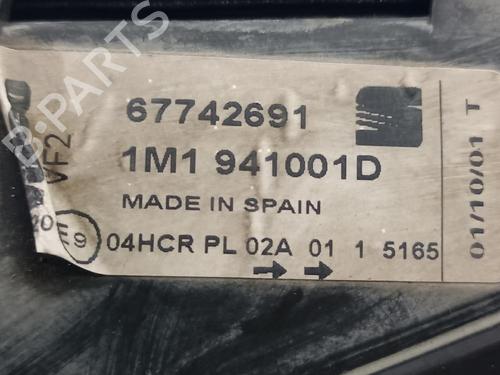 67742691
1M1 941001D
MADE IN SPAIN
04HCR PL 02A 01 1 5165
E9
20
VF2
01/10/01 T
B-PARTS